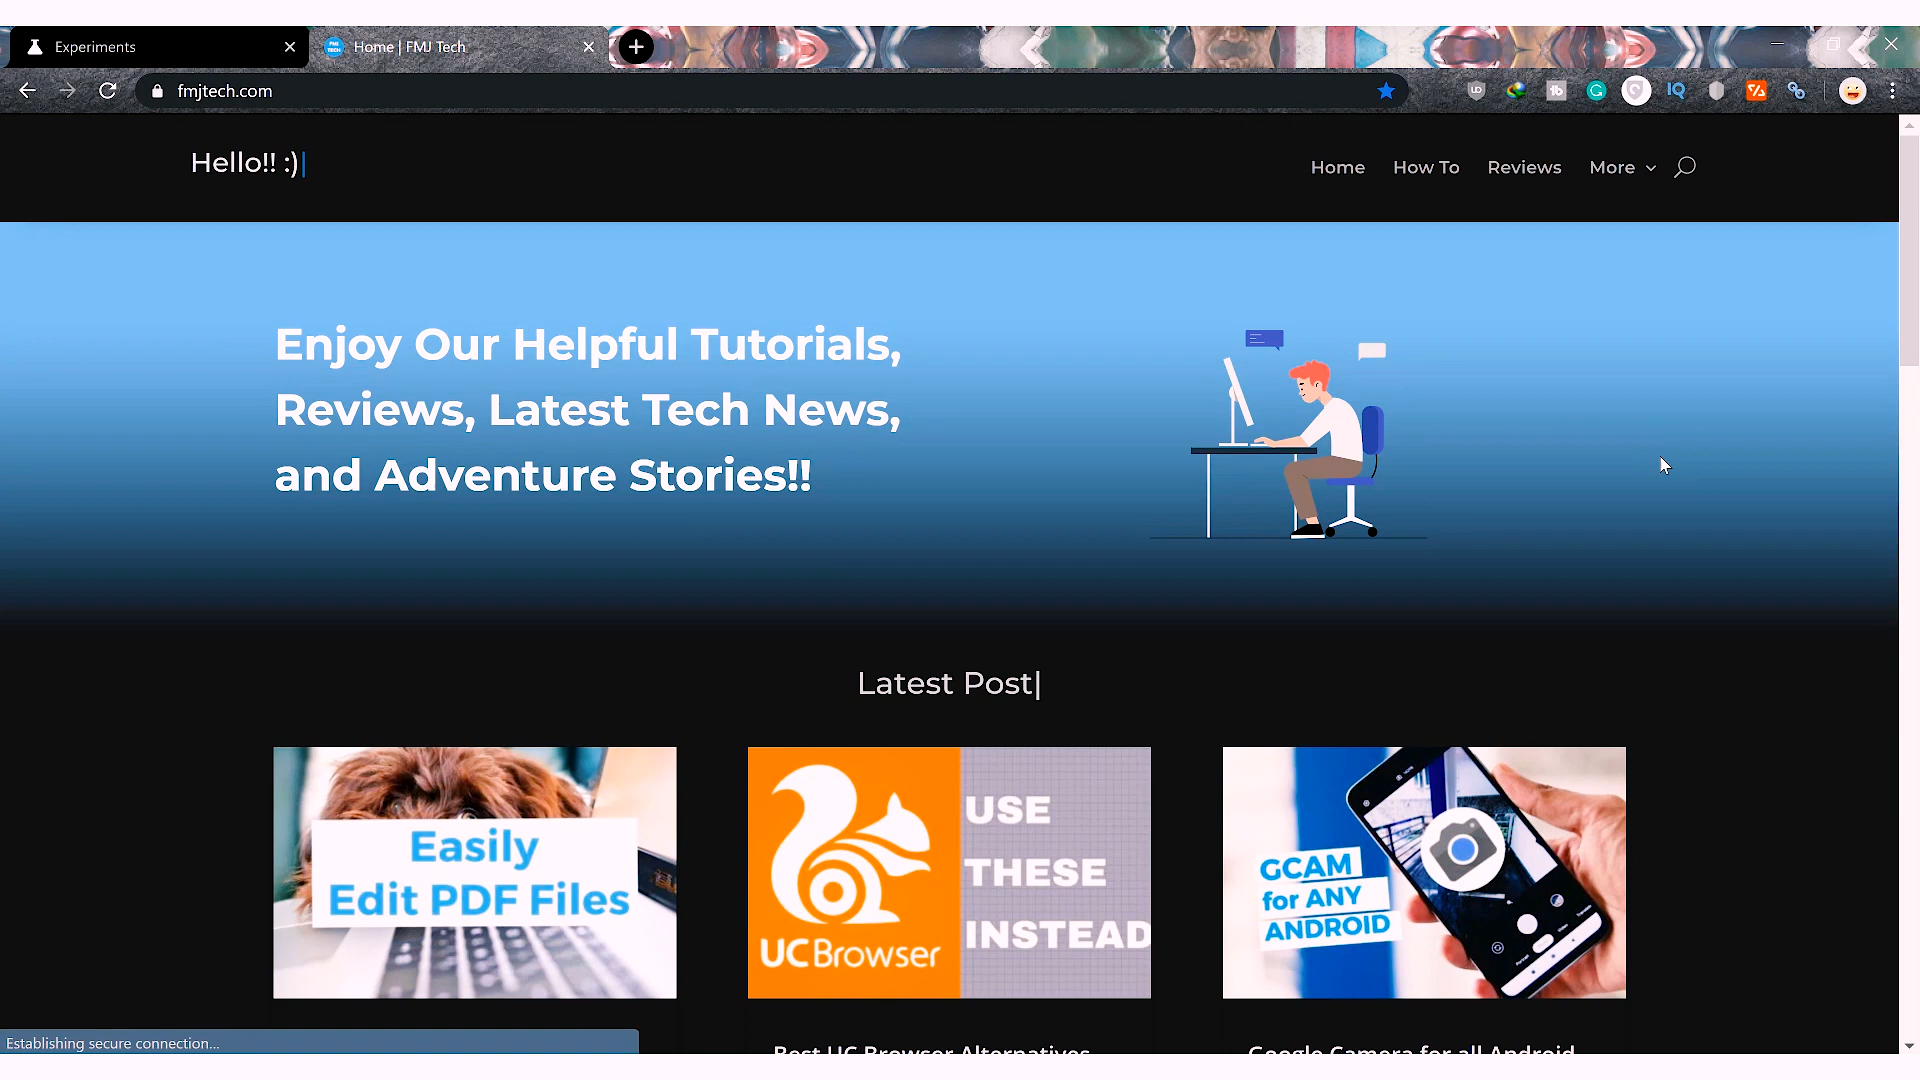 Experiments
Home | FMJ Tech
fmjtech.com
Hello!! :)
Home How To Reviews More
Enjoy Our Helpful Tutorials,
Reviews, Latest Tech News,
and Adventure Stories!!
Latest Post
Easily
Edit PDF Files
UC Browser
USE
THESE
INSTEAD
GCAM
for ANY
ANDROID
Best UC Browser Alternatives
Google Camera for all Android
Establishing secure connection...